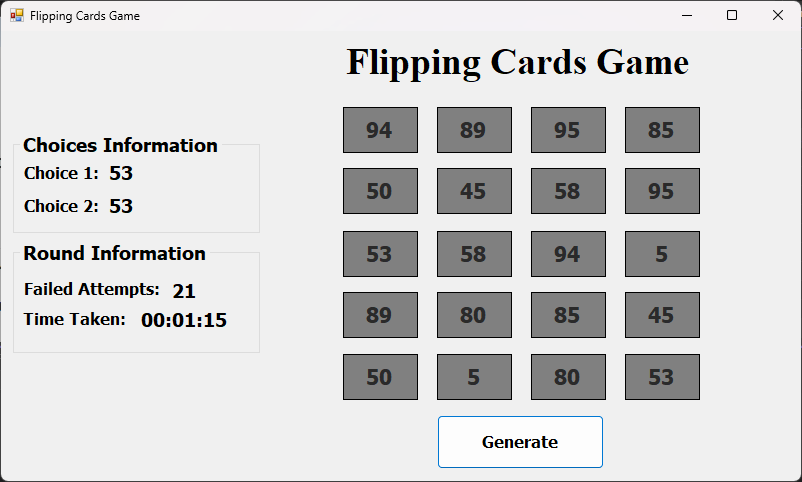 Flipping Cards Game
Flipping Cards Game
Choices Information
Choice 1: 53
Choice 2: 53
Round Information
Failed Attempts: 21
Time Taken: 00:01:15
94 89 95 85
50 45 58 95
53 58 94 5
89 80 85 45
50 5 80 53
Generate